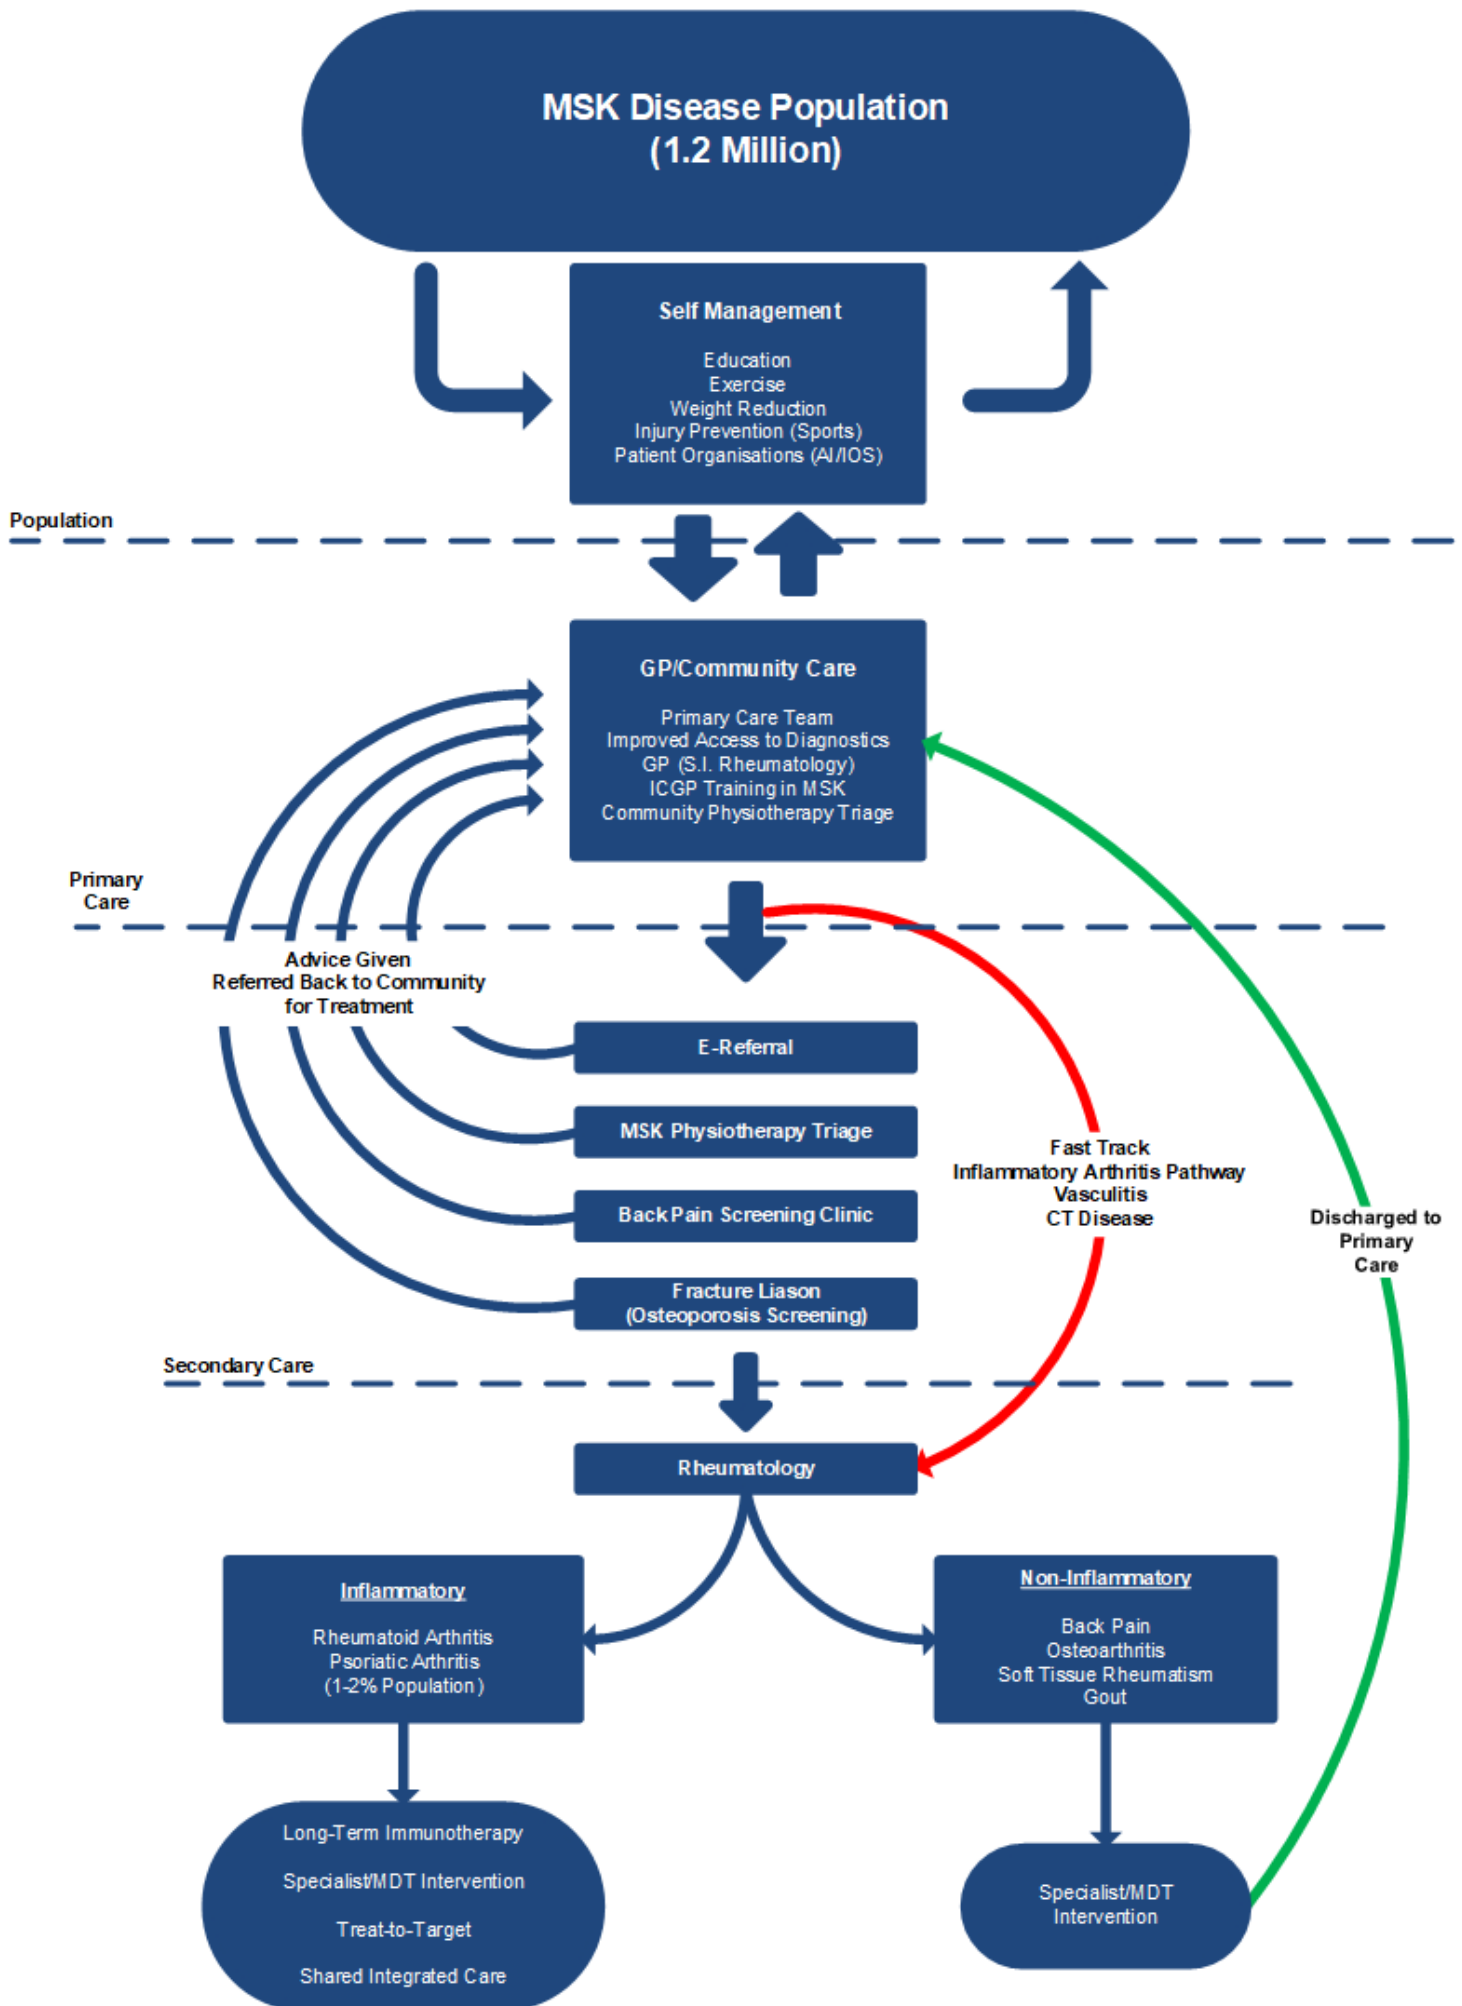 MSK Disease Population
(1.2 Million)
Self Management
Education
Exercise
Weight Reduction
Injury Prevention (Sports)
Patient Organisations (AI/IOS)
Population
GP/Community Care
Primary Care Team
Improved Access to Diagnostics
GP (S.I. Rheumatology)
ICGP Training in MSK
Community Physiotherapy Triage
Primary
Care
Advice Given
Referred Back to Community
for Treatment
E-Referral
MSK Physiotherapy Triage
Back Pain Screening Clinic
Fracture Liason
(Osteoporosis Screening)
Fast Track
Inflammatory Arthritis Pathway
Vasculitis
CT Disease
Discharged to
Primary
Care
Secondary Care
Rheumatology
Inflammatory
Rheumatoid Arthritis
Psoriatic Arthritis
(1-2% Population)
Non-Inflammatory
Back Pain
Osteoarthritis
Soft Tissue Rheumatism
Gout
Long-Term Immunotherapy
Specialist/MDT Intervention
Treat-to-Target
Shared Integrated Care
Specialist/MDT
Intervention